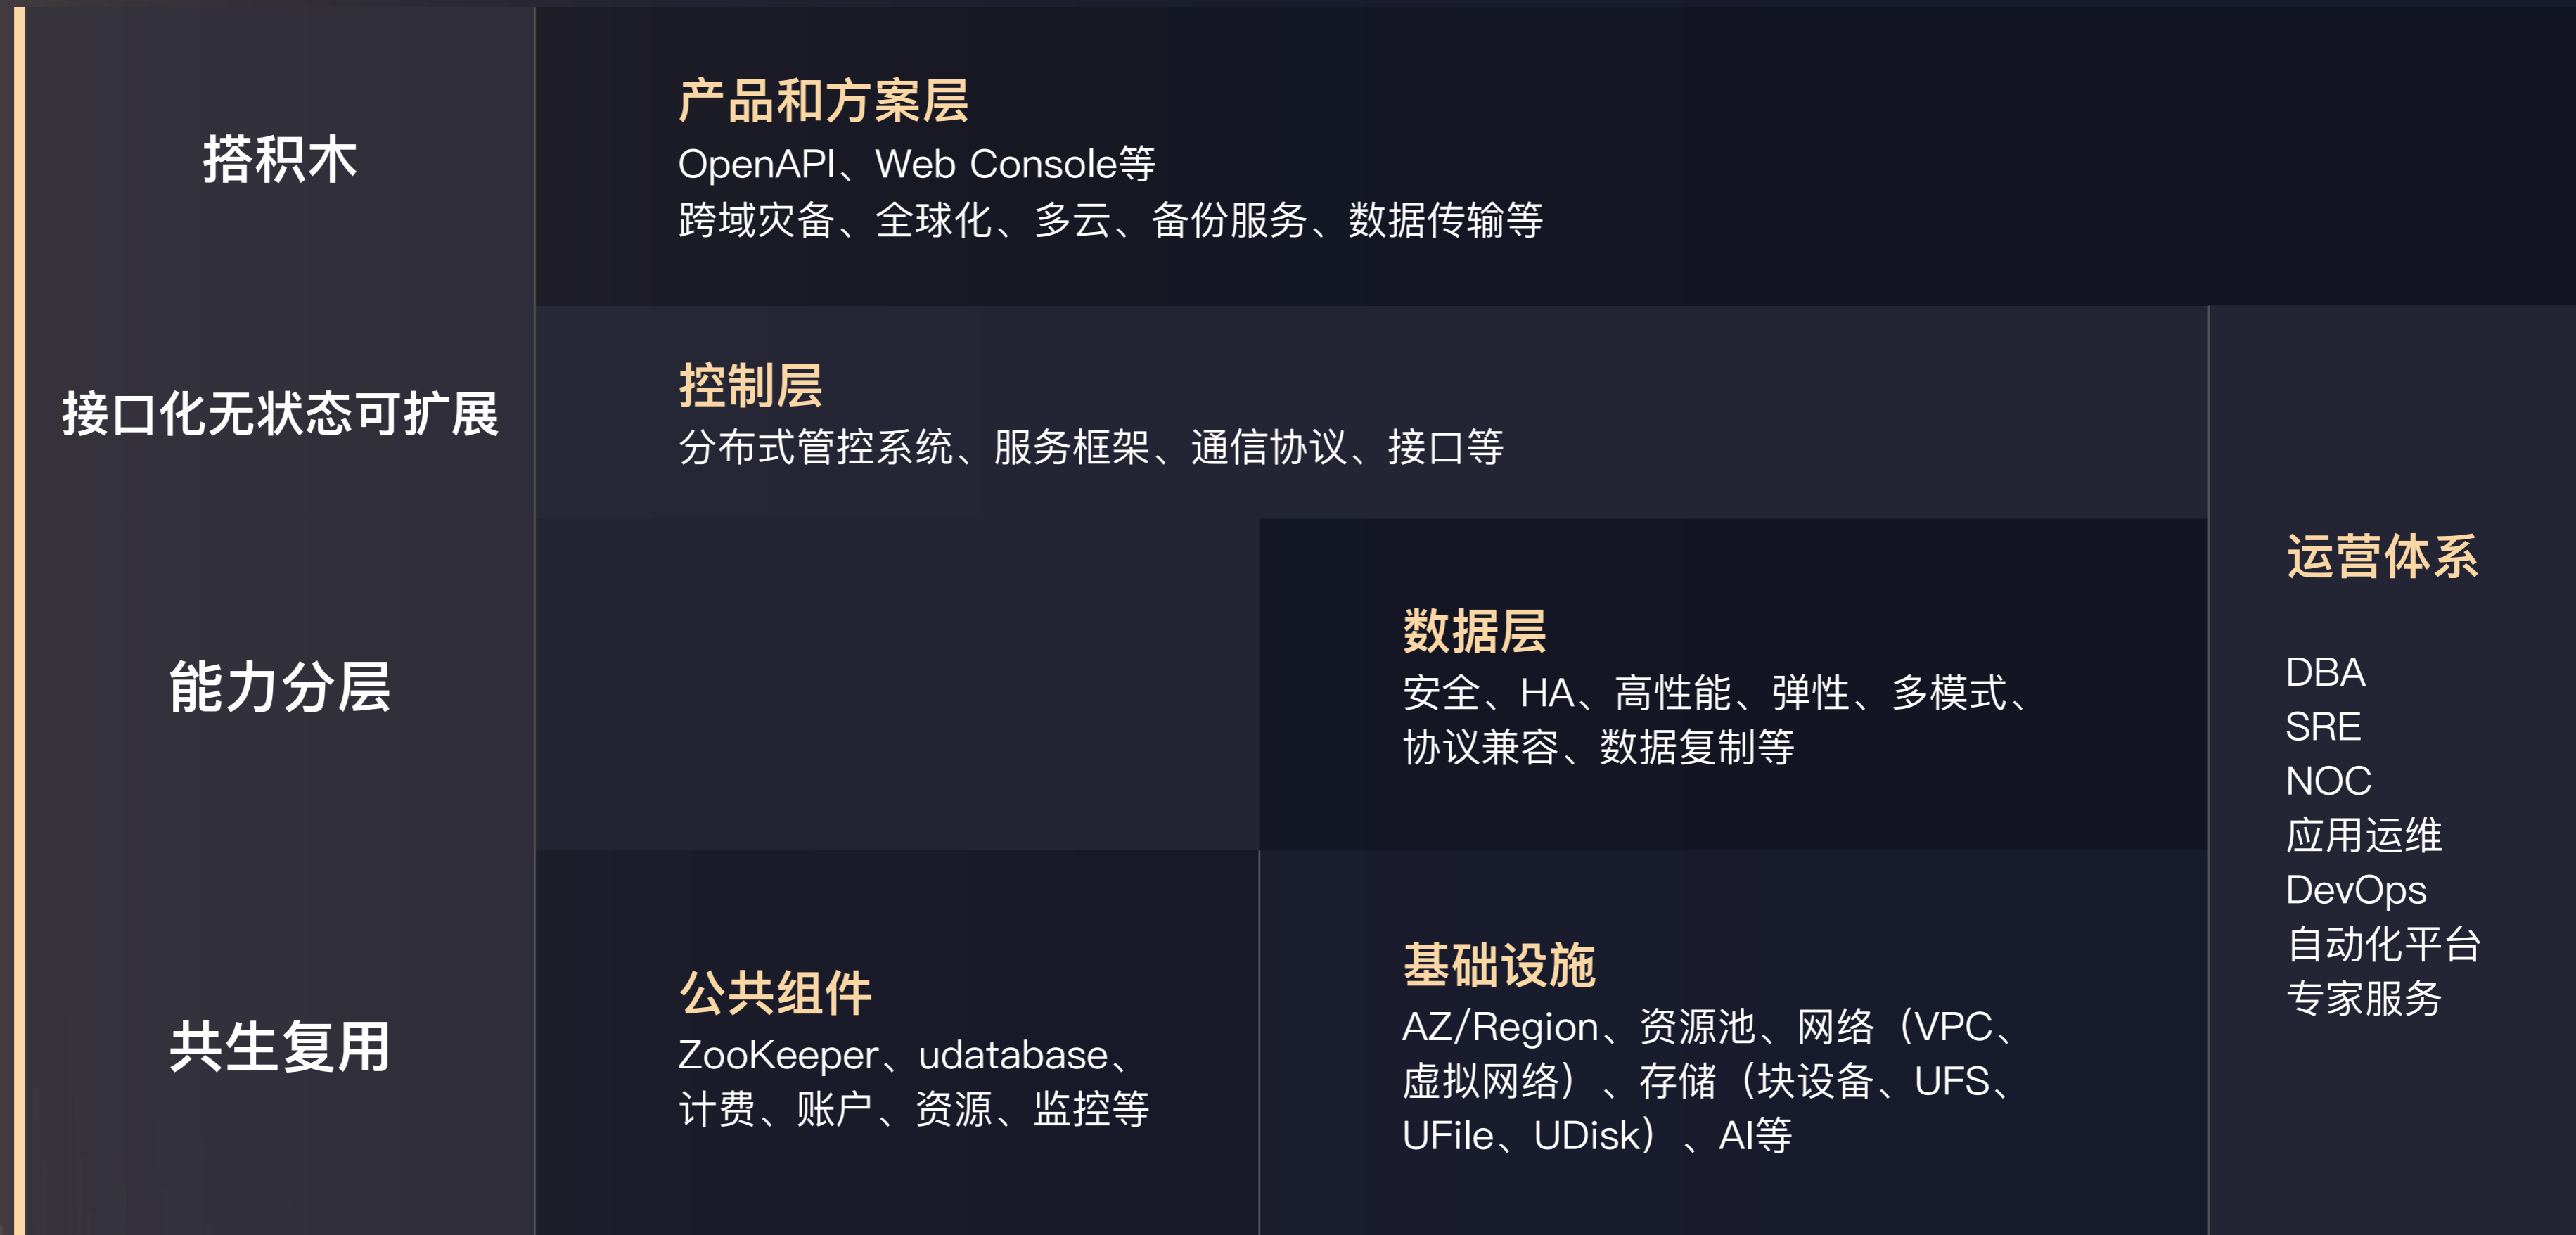 搭积木
产品和方案层
OpenAPI、Web Console等
跨域灾备、全球化、多云、备份服务、数据传输等
接口化无状态可扩展
控制层
分布式管控系统、服务框架、通信协议、接口等
能力分层
数据层
安全、HA、高性能、弹性、多模式、
协议兼容、数据复制等
共生复用
公共组件
ZooKeeper、udatabase、
计费、账户、资源、监控等
基础设施
AZ/Region、资源池、网络（VPC、
虚拟网络）、存储（块设备、UFS、
UFile、UDisk）、AI等
运营体系
DBA
SRE
NOC
应用运维
DevOps
自动化平台
专家服务